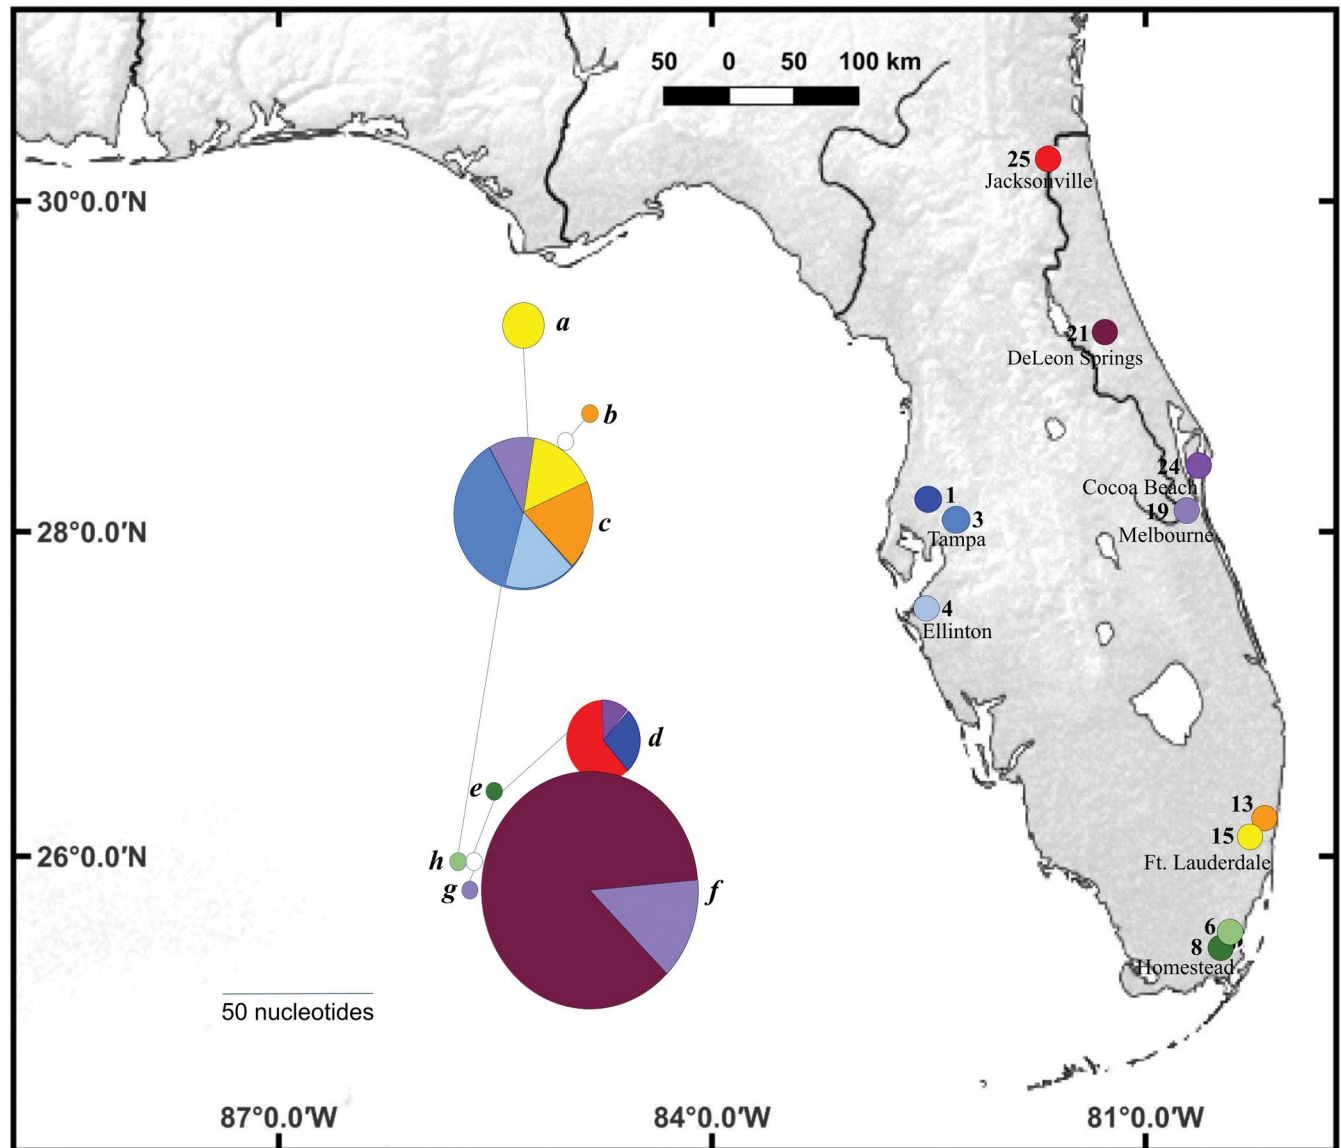 50 0 50 100 km
25
Jacksonville
30°0.0′N
21
DeLeon Springs
a
b
24
Cocoa Beach
1
19
3
c
28°0.0′N
Tampa
Melbourne
4
Ellinton
d
e
13
15
h
26°0.0′N
Ft. Lauderdale
g
f
6
8
Homestead
50 nucleotides
87°0.0′W
84°0.0′W
81°0.0′W